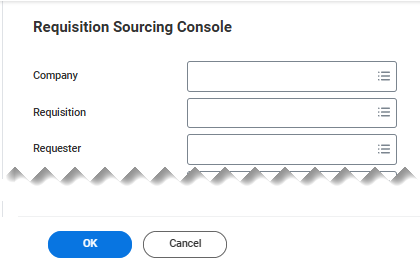 Requisition Sourcing Console
Company
Requisition
Requester
OK Cancel